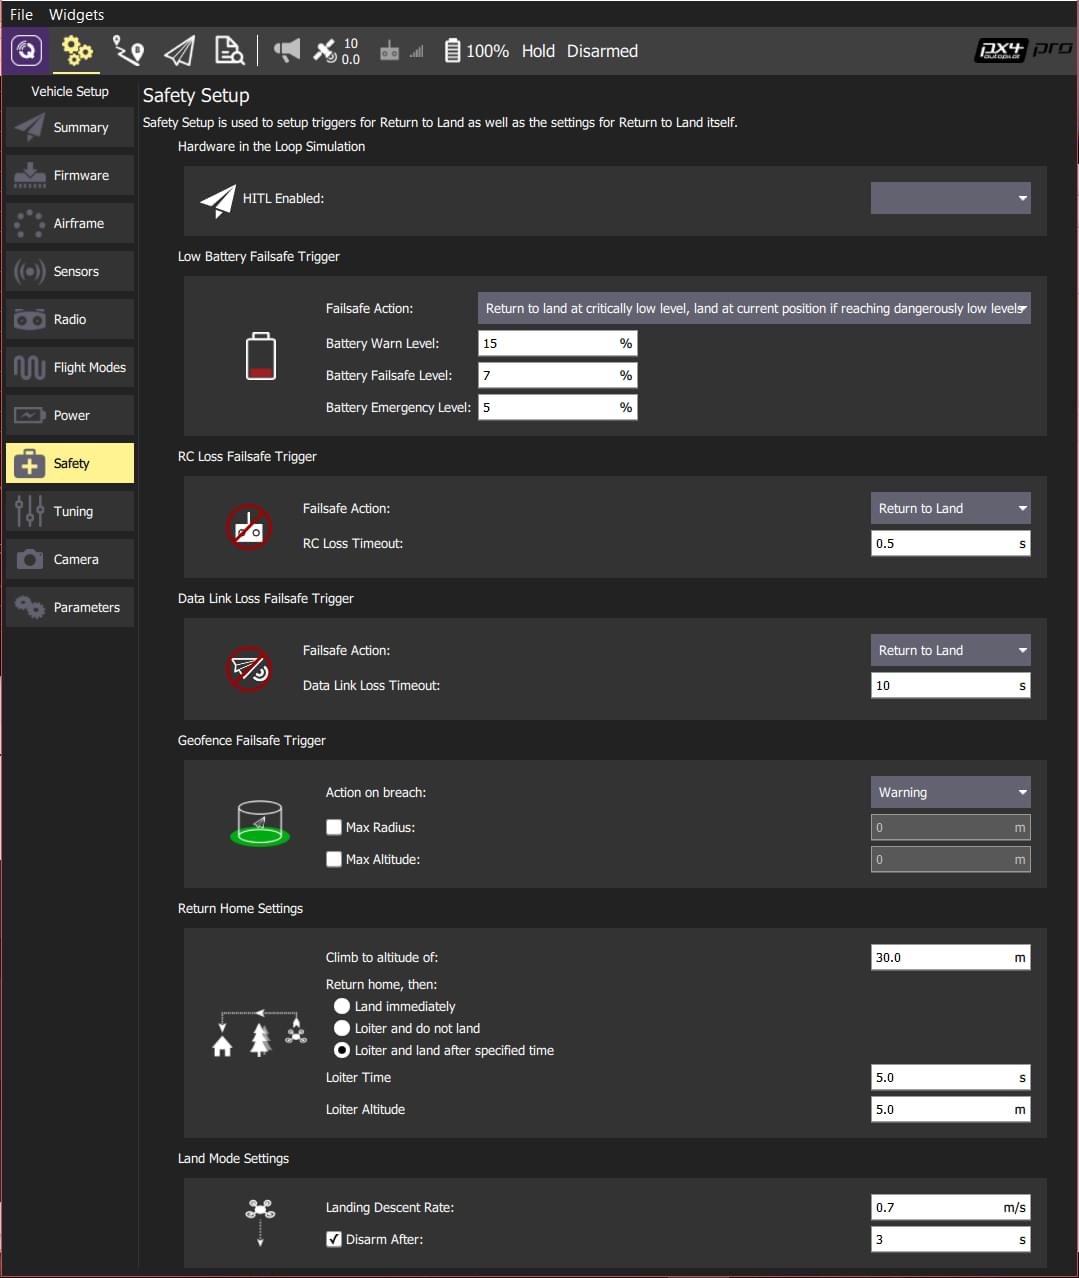 File Widgets
10
0.0
100% Hold Disarmed
px4 pro
autopilot
Vehicle Setup
Summary
Firmware
Airframe
Sensors
Radio
Flight Modes
Power
Safety
Tuning
Camera
Parameters
Safety Setup
Safety Setup is used to setup triggers for Return to Land as well as the settings for Return to Land itself.
Hardware in the Loop Simulation
HITL Enabled:
Low Battery Failsafe Trigger
Failsafe Action: Return to land at critically low level, land at current position if reaching dangerously low levels
Battery Warn Level: 15 %
Battery Failsafe Level: 7 %
Battery Emergency Level: 5 %
RC Loss Failsafe Trigger
Failsafe Action: Return to Land
RC Loss Timeout: 0.5 s
Data Link Loss Failsafe Trigger
Failsafe Action: Return to Land
Data Link Loss Timeout: 10 s
Geofence Failsafe Trigger
Action on breach: Warning
Max Radius: 0 m
Max Altitude: 0 m
Return Home Settings
Climb to altitude of: 30.0 m
Return home, then:
Land immediately
Loiter and do not land
Loiter and land after specified time
Loiter Time 5.0 s
Loiter Altitude 5.0 m
Land Mode Settings
Landing Descent Rate: 0.7 m/s
Disarm After: 3 s